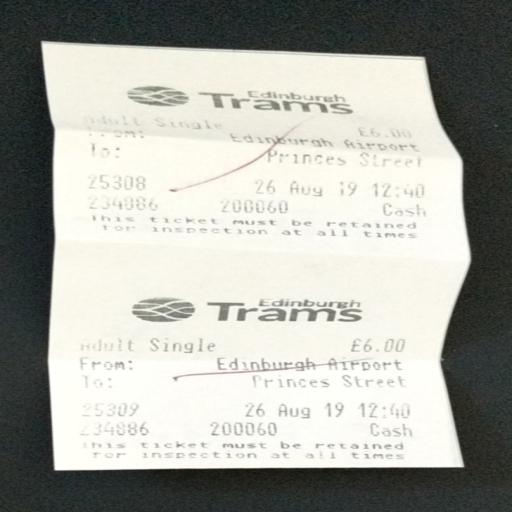 Edinburgh
Trams
Adult Single £6.00
From: Edinburgh Airport
To: Princes Street
25308 26 Aug 19 12:40
234886 200060 Cash
This ticket must be retained
for inspection at all times
Edinburgh
Trams
Adult Single £6.00
From: Edinburgh Airport
To: Princes Street
25309 26 Aug 19 12:40
234886 200060 Cash
This ticket must be retained
for inspection at all times